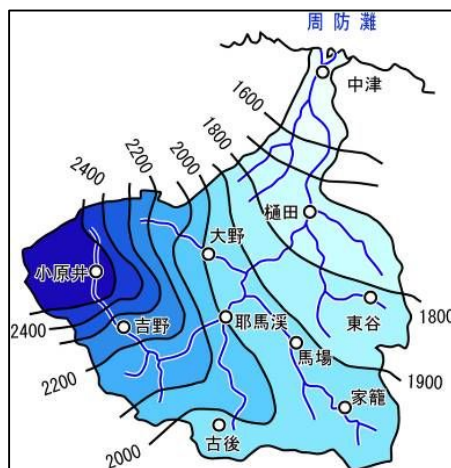 周防灘
中津
1600
1800
2000
2200
2400
樋田
大野
小原井
1800
東谷
2400
吉野
耶馬渓
馬場
2200
1900
家籠
古後
2000